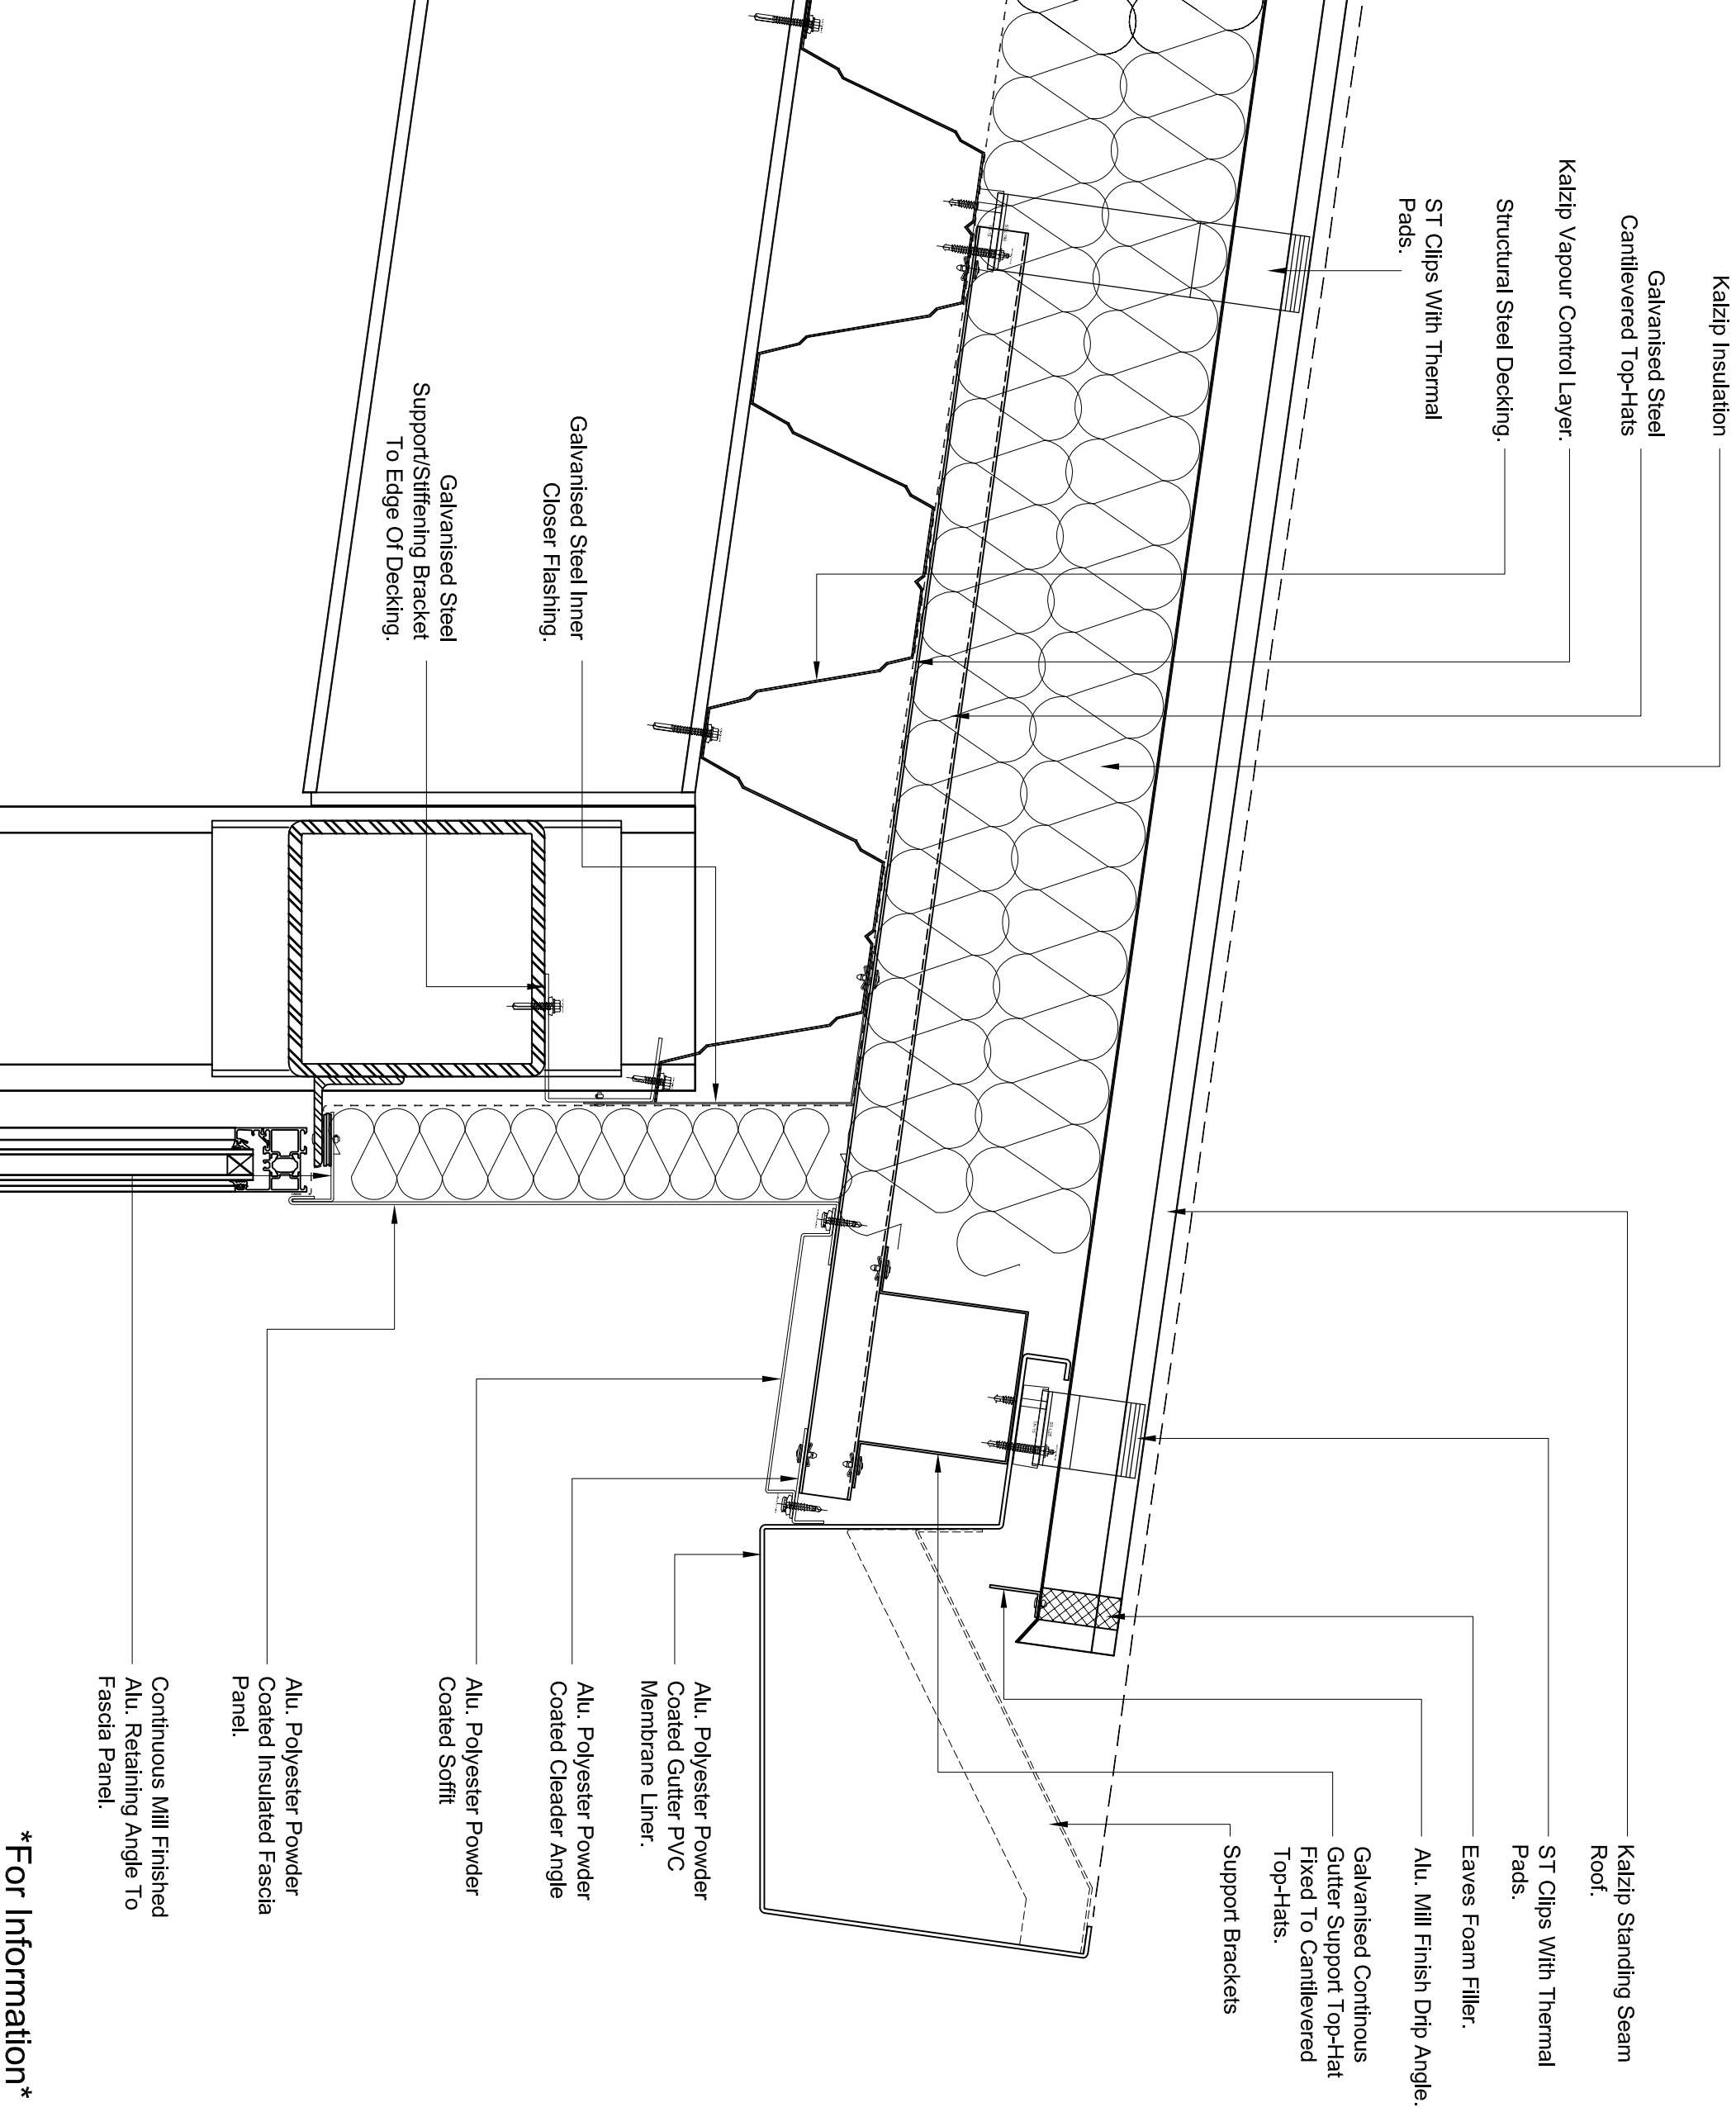 Kalzip Insulation
Galvanised Steel
Cantilevered Top-Hats
Kalzip Vapour Control Layer.
Structural Steel Decking.
ST Clips With Thermal
Pads.
Galvanised Steel Inner
Closer Flashing.
Galvanised Steel
Support/Stiffening Bracket
To Edge Of Decking.
Kalzip Standing Seam
Roof.
ST Clips With Thermal
Pads.
Eaves Foam Filler.
Alu. Mill Finish Drip Angle.
Galvanised Continous
Gutter Support Top-Hat
Fixed To Cantilevered
Top-Hats.
Support Brackets
Alu. Polyester Powder
Coated Gutter PVC
Membrane Liner.
Alu. Polyester Powder
Coated Cleader Angle
Alu. Polyester Powder
Coated Soffit
Alu. Polyester Powder
Coated Insulated Fascia
Panel.
Continuous Mill Finished
Alu. Retaining Angle To
Fascia Panel.
*For Information*